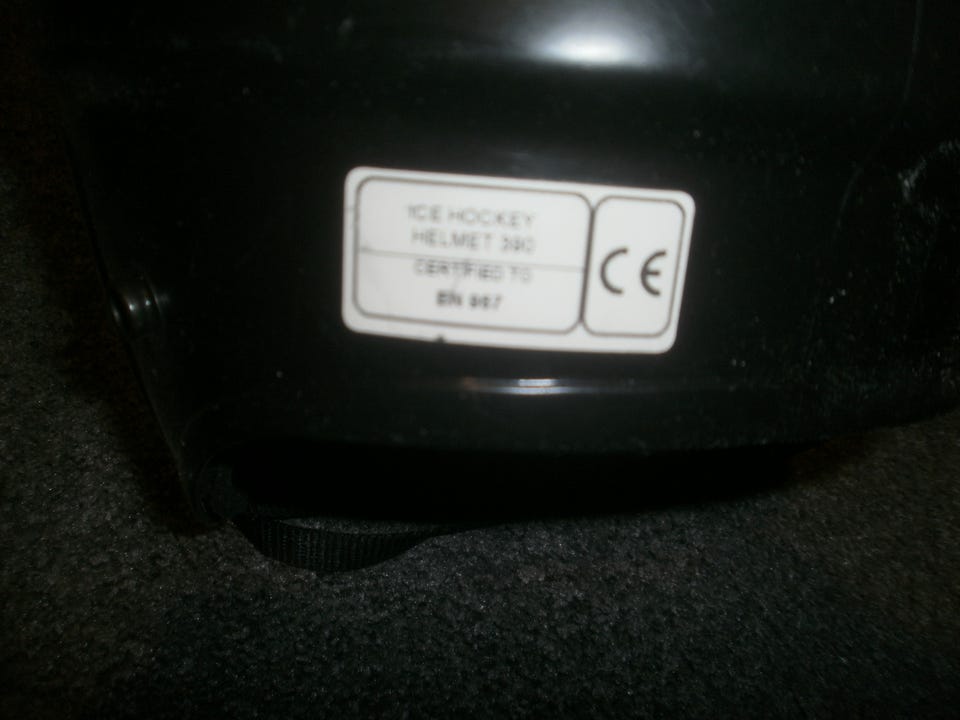 ICE HOCKEY
HELMET 390
CERTIFIED TO
EN 967
CE